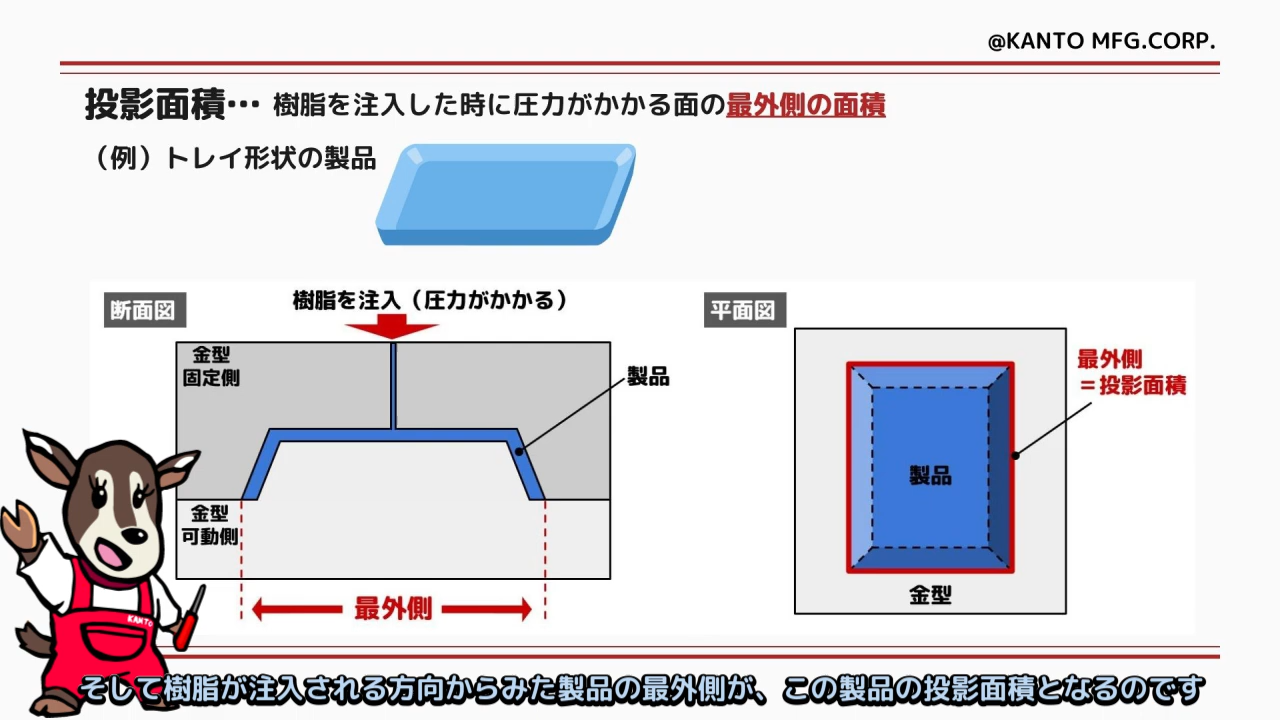 @KANTO MFG.CORP.
投影面積… 樹脂を注入した時に圧力がかかる面の最外側の面積
（例）トレイ形状の製品
断面図
樹脂を注入（圧力がかかる）
金型
固定側
製品
金型
可動側
最外側
平面図
最外側
＝投影面積
製品
金型
KANTO
そして樹脂が注入される方向からみた製品の最外側が、この製品の投影面積となるのです